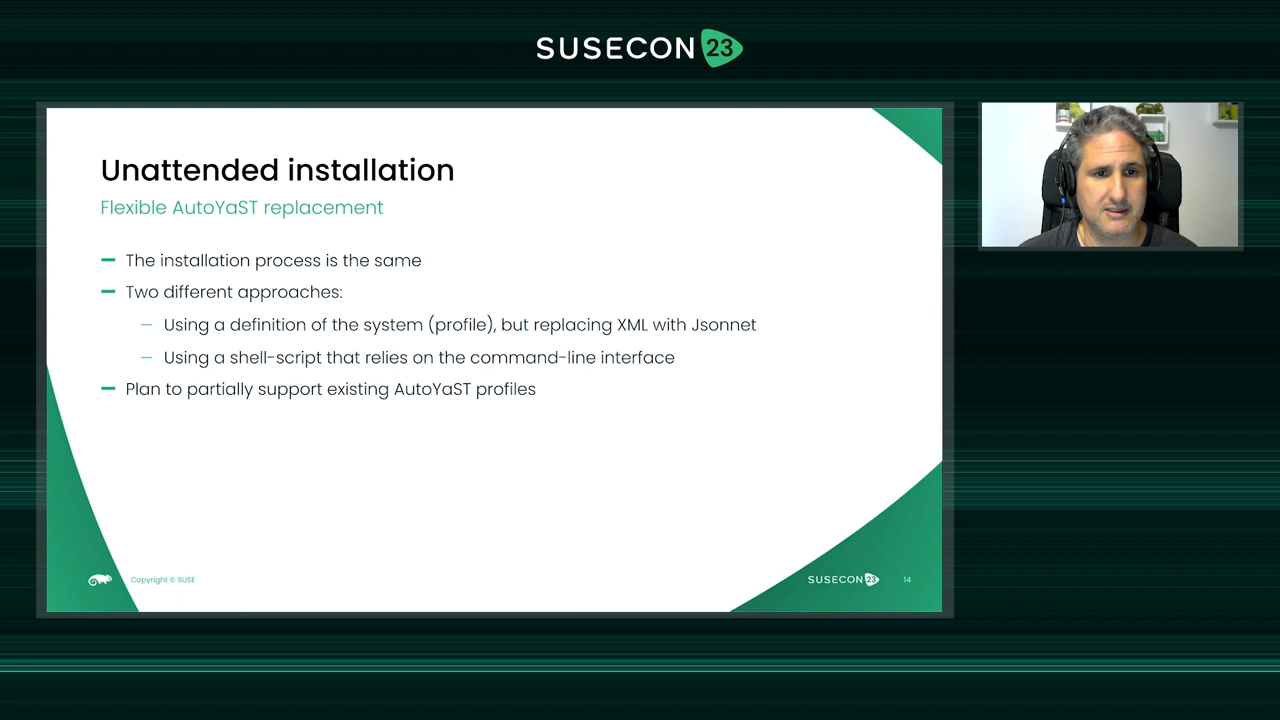 SUSECON 23
Unattended installation
Flexible AutoYaST replacement
The installation process is the same
Two different approaches:
Using a definition of the system (profile), but replacing XML with Jsonnet
Using a shell-script that relies on the command-line interface
Plan to partially support existing AutoYaST profiles
Copyright © SUSE
SUSECON 23
14